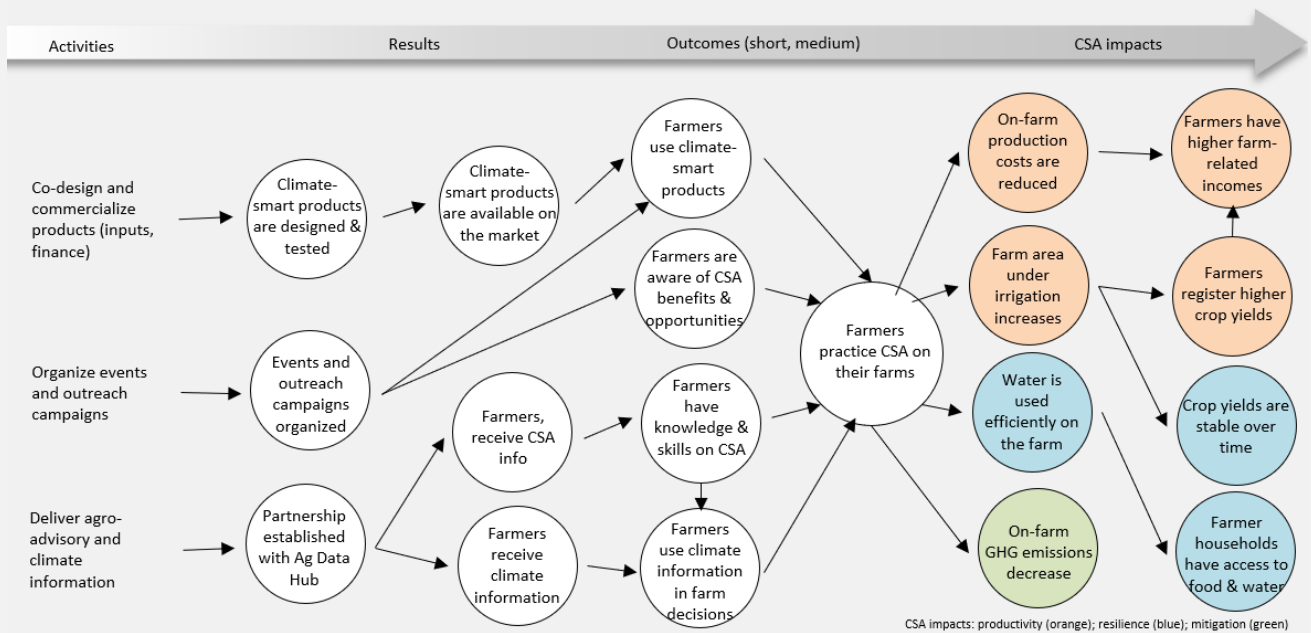 Activities
Results
Outcomes (short, medium)
CSA impacts
Co-design and
commercialize
products (inputs,
finance)
Climate-
smart products
are designed &
tested
Climate-
smart products
are available on
the market
Farmers
use climate-
smart
products
On-farm
production
costs are
reduced
Farmers have
higher farm-
related
incomes
Farmers are
aware of CSA
benefits &
opportunities
Farm area
under
irrigation
increases
Farmers
register higher
crop yields
Organize events
and outreach
campaigns
Events and
outreach
campaigns
organized
Farmers,
receive CSA
info
Farmers
have
knowledge &
skills on CSA
Farmers
practice CSA on
their farms
Water is
used
efficiently on
the farm
Crop yields are
stable over
time
Deliver agro-
advisory and
climate
information
Partnership
established
with Ag Data
Hub
Farmers
receive
climate
information
Farmers
use climate
information
in farm
decisions
On-farm
GHG emissions
decrease
Farmer
households
have access to
food & water
CSA impacts: productivity (orange); resilience (blue); mitigation (green)